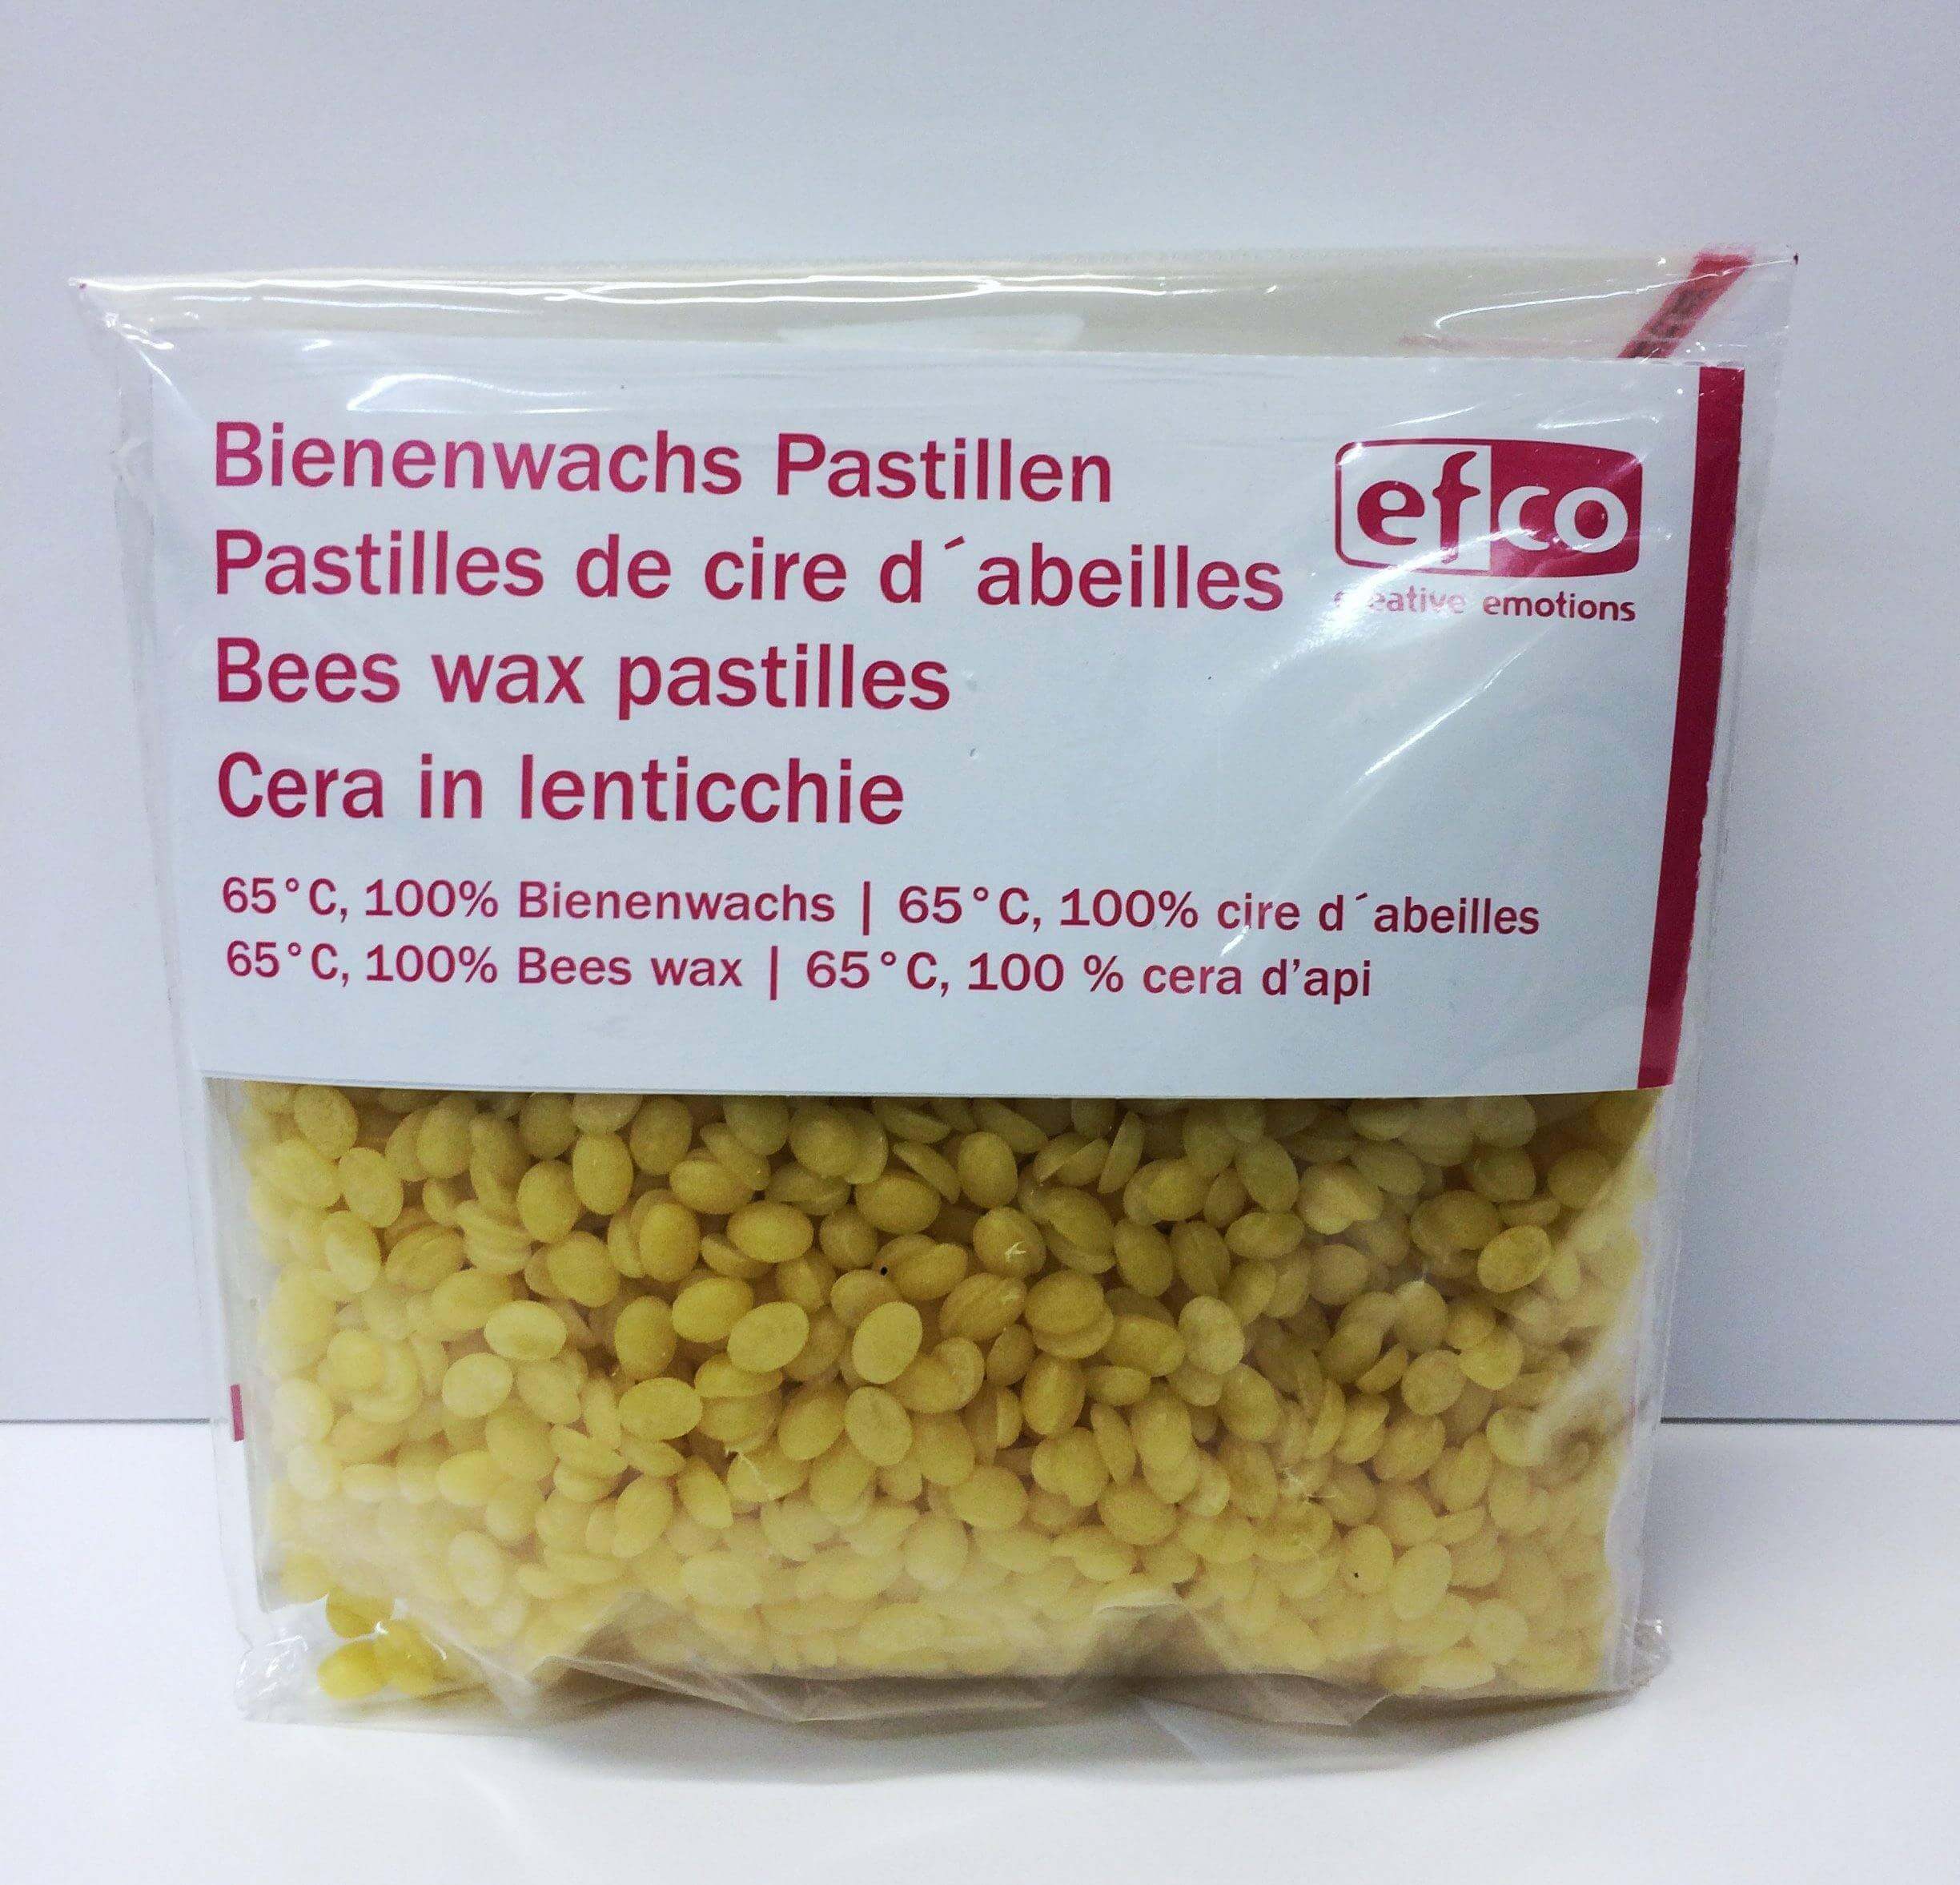 Bienenwachs Pastillen
Pastilles de cire d´abeilles
Bees wax pastilles
Cera in lenticchie
65°C, 100% Bienenwachs | 65°C, 100% cire d´abeilles
65°C, 100% Bees wax | 65°C, 100 % cera d’api
efco
creative emotions